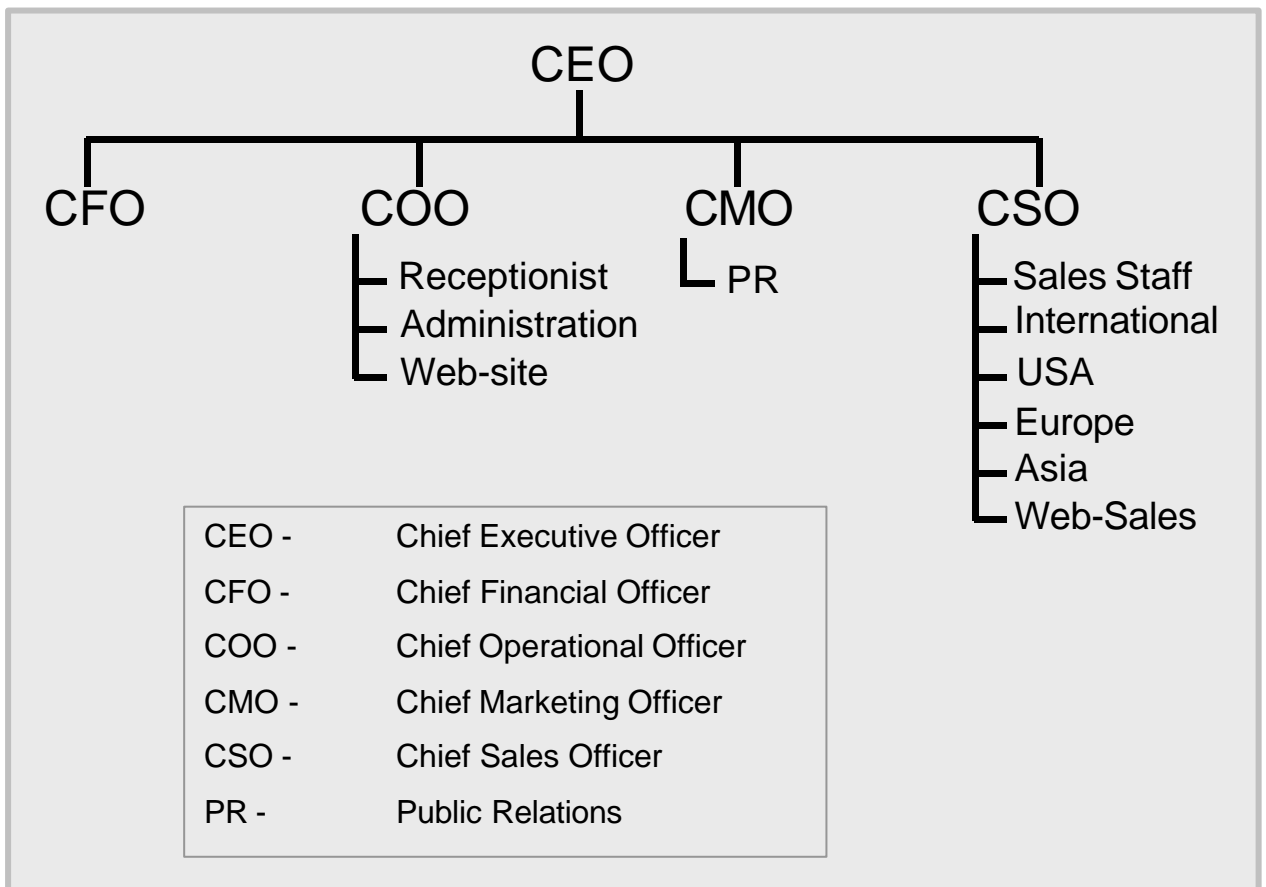 CEO
CFO COO CMO CSO
Receptionist
Administration
Web-site
PR
Sales Staff
International
USA
Europe
Asia
Web-Sales
CEO - Chief Executive Officer
CFO - Chief Financial Officer
COO - Chief Operational Officer
CMO - Chief Marketing Officer
CSO - Chief Sales Officer
PR - Public Relations